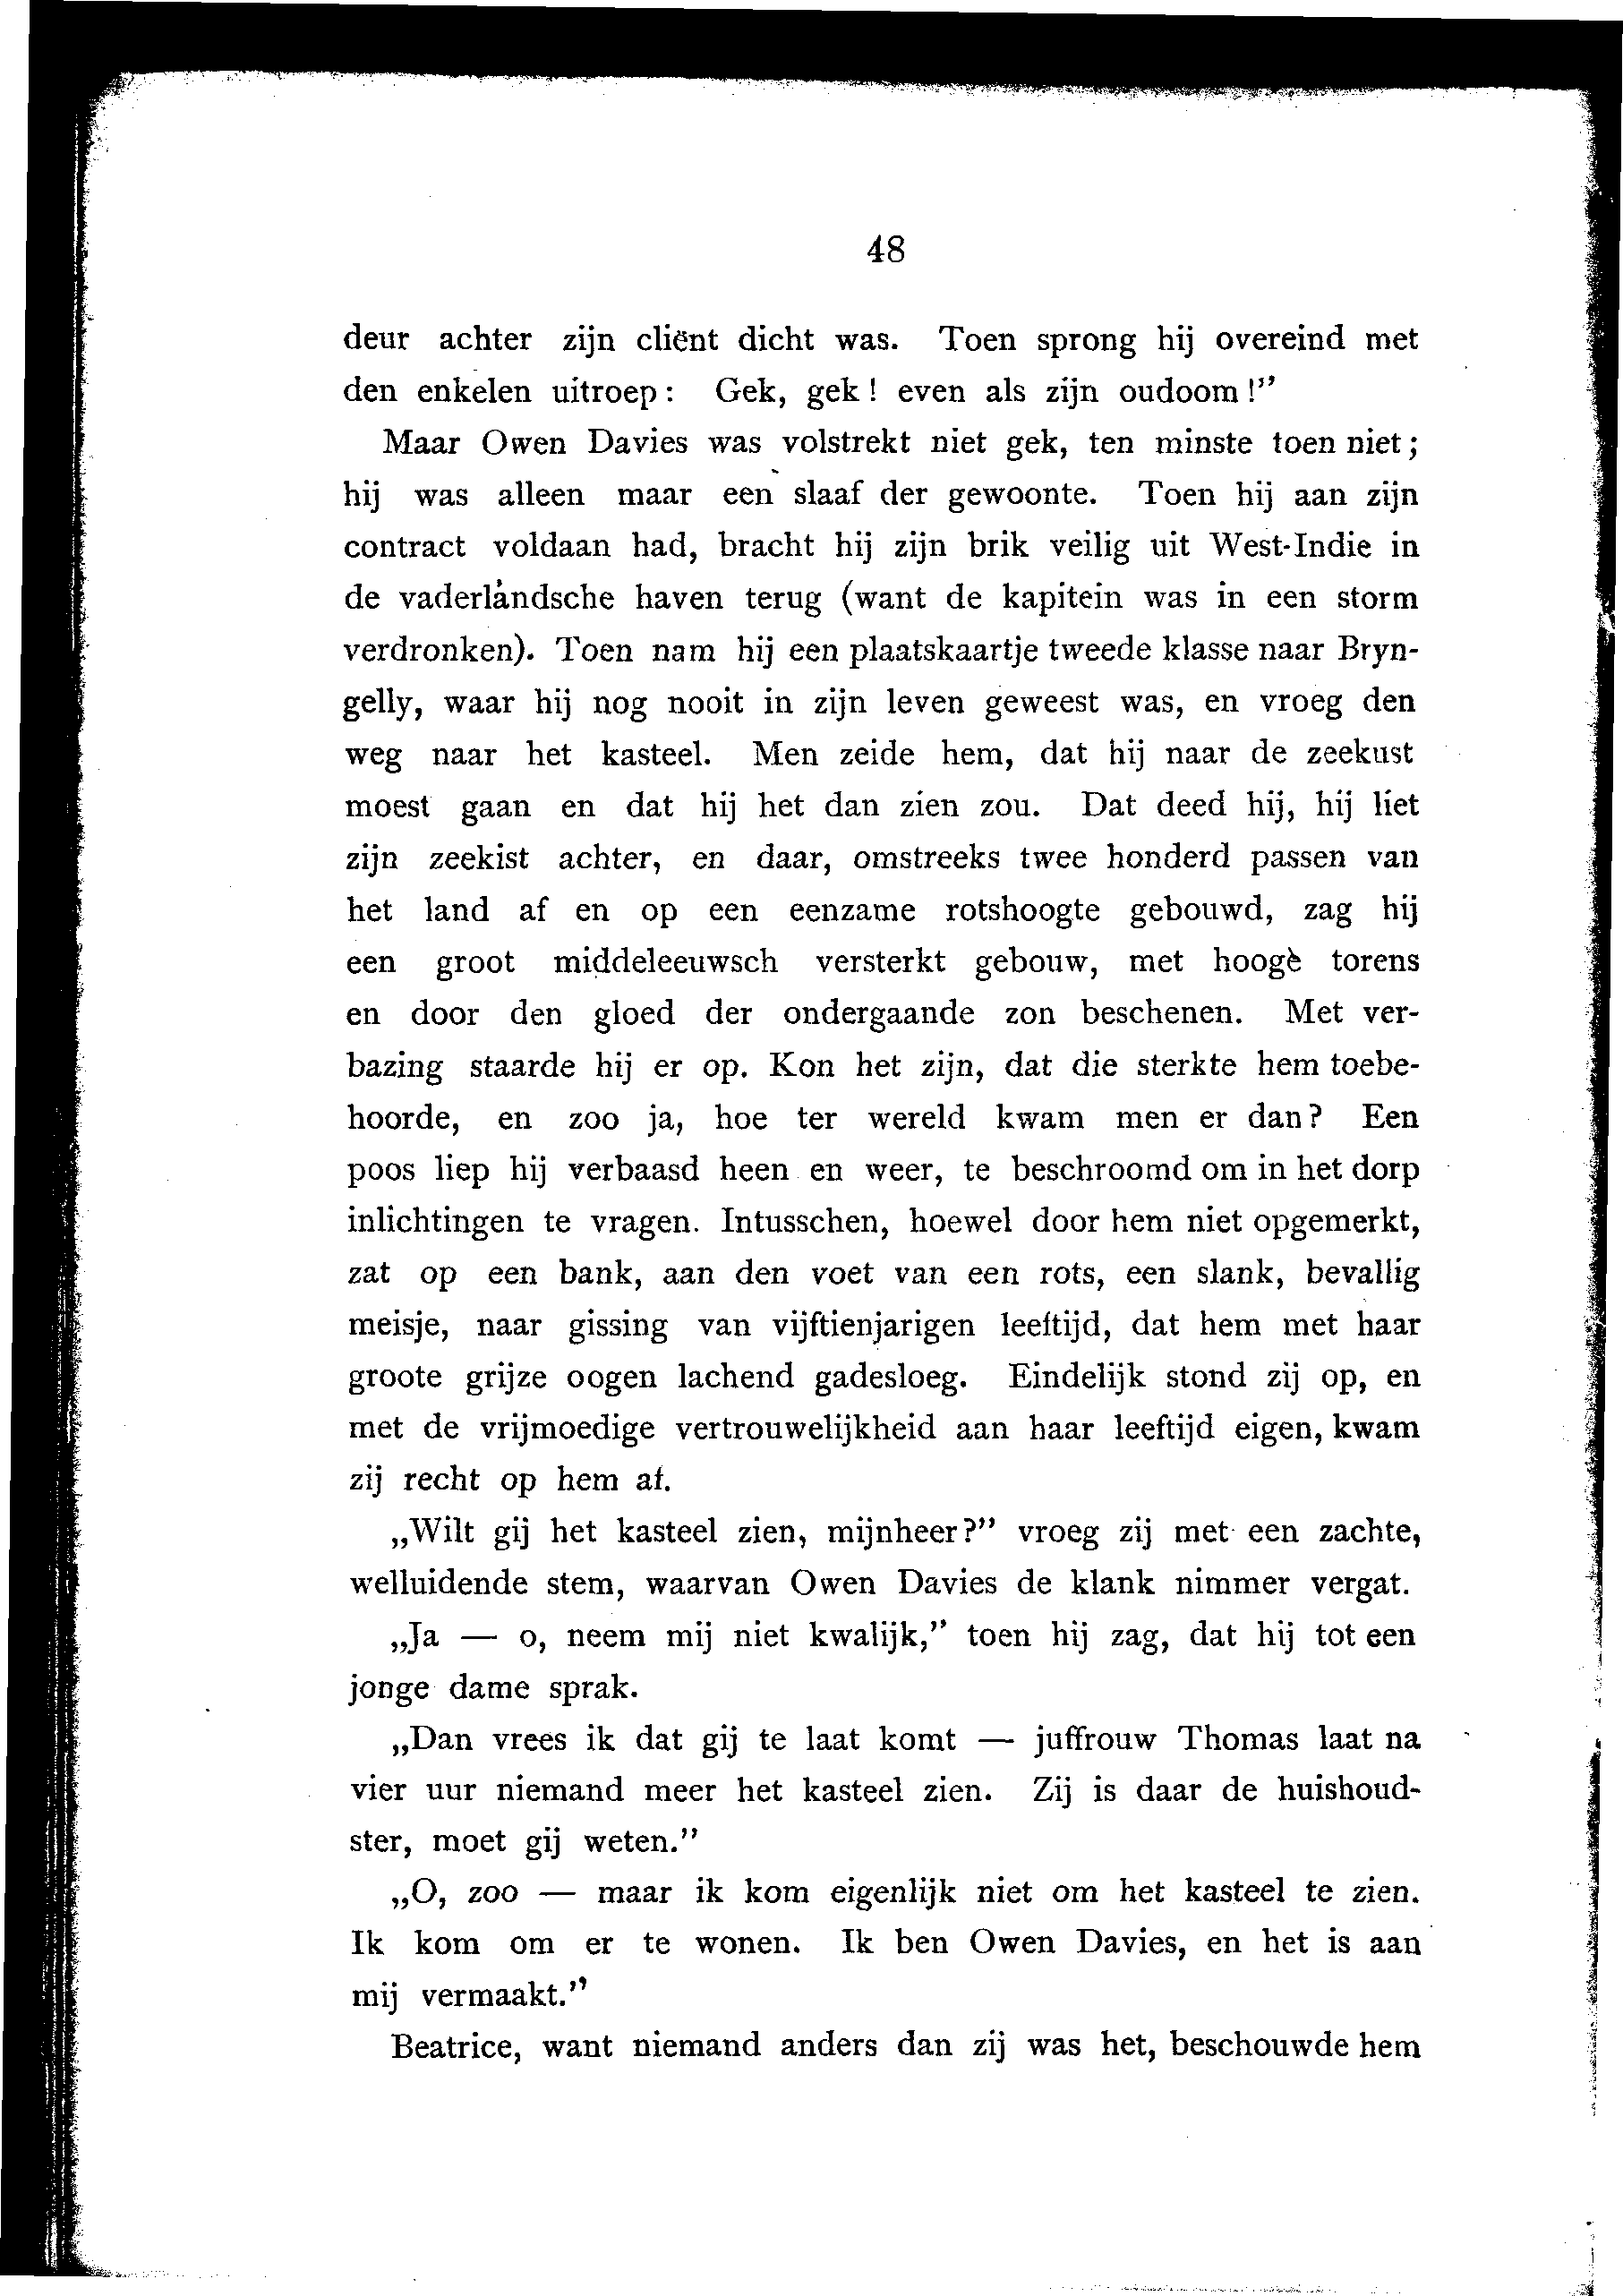 48
deur achter zijn cliënt dicht was. Toen sprong hij overeind met
den enkelen uitroep: Gek, gek! even als zijn oudoom!”
Maar Owen Davies was volstrekt niet gek, ten minste toen niet;
hij was alleen maar een slaaf der gewoonte. Toen hij aan zijn
contract voldaan had, bracht hij zijn brik veilig uit West-Indie in
de vaderlandsche haven terug (want de kapitein was in een storm
verdronken). Toen nam hij een plaatskaartje tweede klasse naar Bryn-
gelly, waar hij nog nooit in zijn leven geweest was, en vroeg den
weg naar het kasteel. Men zeide hem, dat hij naar de zeekust
moest gaan en dat hij het dan zien zou. Dat deed hij, hij liet
zijn zeekist achter, en daar, omstreeks twee honderd passen van
het land af en op een eenzame rotshoogte gebouwd, zag hij
een groot middeleeuwsch versterkt gebouw, met hooge torens
en door den gloed der ondergaande zon beschenen. Met ver-
bazing staarde hij er op. Kon het zijn, dat die sterkte hem toebe-
hoorde, en zoo ja, hoe ter wereld kwam men er dan? Een
poos liep hij verbaasd heen en weer, te beschroomd om in het dorp
inlichtingen te vragen. Intusschen, hoewel door hem niet opgemerkt,
zat op een bank, aan den voet van een rots, een slank, bevallig
meisje, naar gissing van vijftienjarigen leeftijd, dat hem met haar
groote grijze oogen lachend gadesloeg. Eindelijk stond zij op, en
met de vrijmoedige vertrouwelijkheid aan haar leeftijd eigen, kwam
zij recht op hem af.
„Wilt gij het kasteel zien, mijnheer?” vroeg zij met een zachte,
welluidende stem, waarvan Owen Davies de klank nimmer vergat.
„Ja — o, neem mij niet kwalijk,” toen hij zag, dat hij tot een
jonge dame sprak.
„Dan vrees ik dat gij te laat komt — juffrouw Thomas laat na
vier uur niemand meer het kasteel zien. Zij is daar de huishoud-
ster, moet gij weten.”
„O, zoo — maar ik kom eigenlijk niet om het kasteel te zien.
Ik kom om er te wonen. Ik ben Owen Davies, en het is aan
mij vermaakt.”
Beatrice, want niemand anders dan zij was het, beschouwde hem